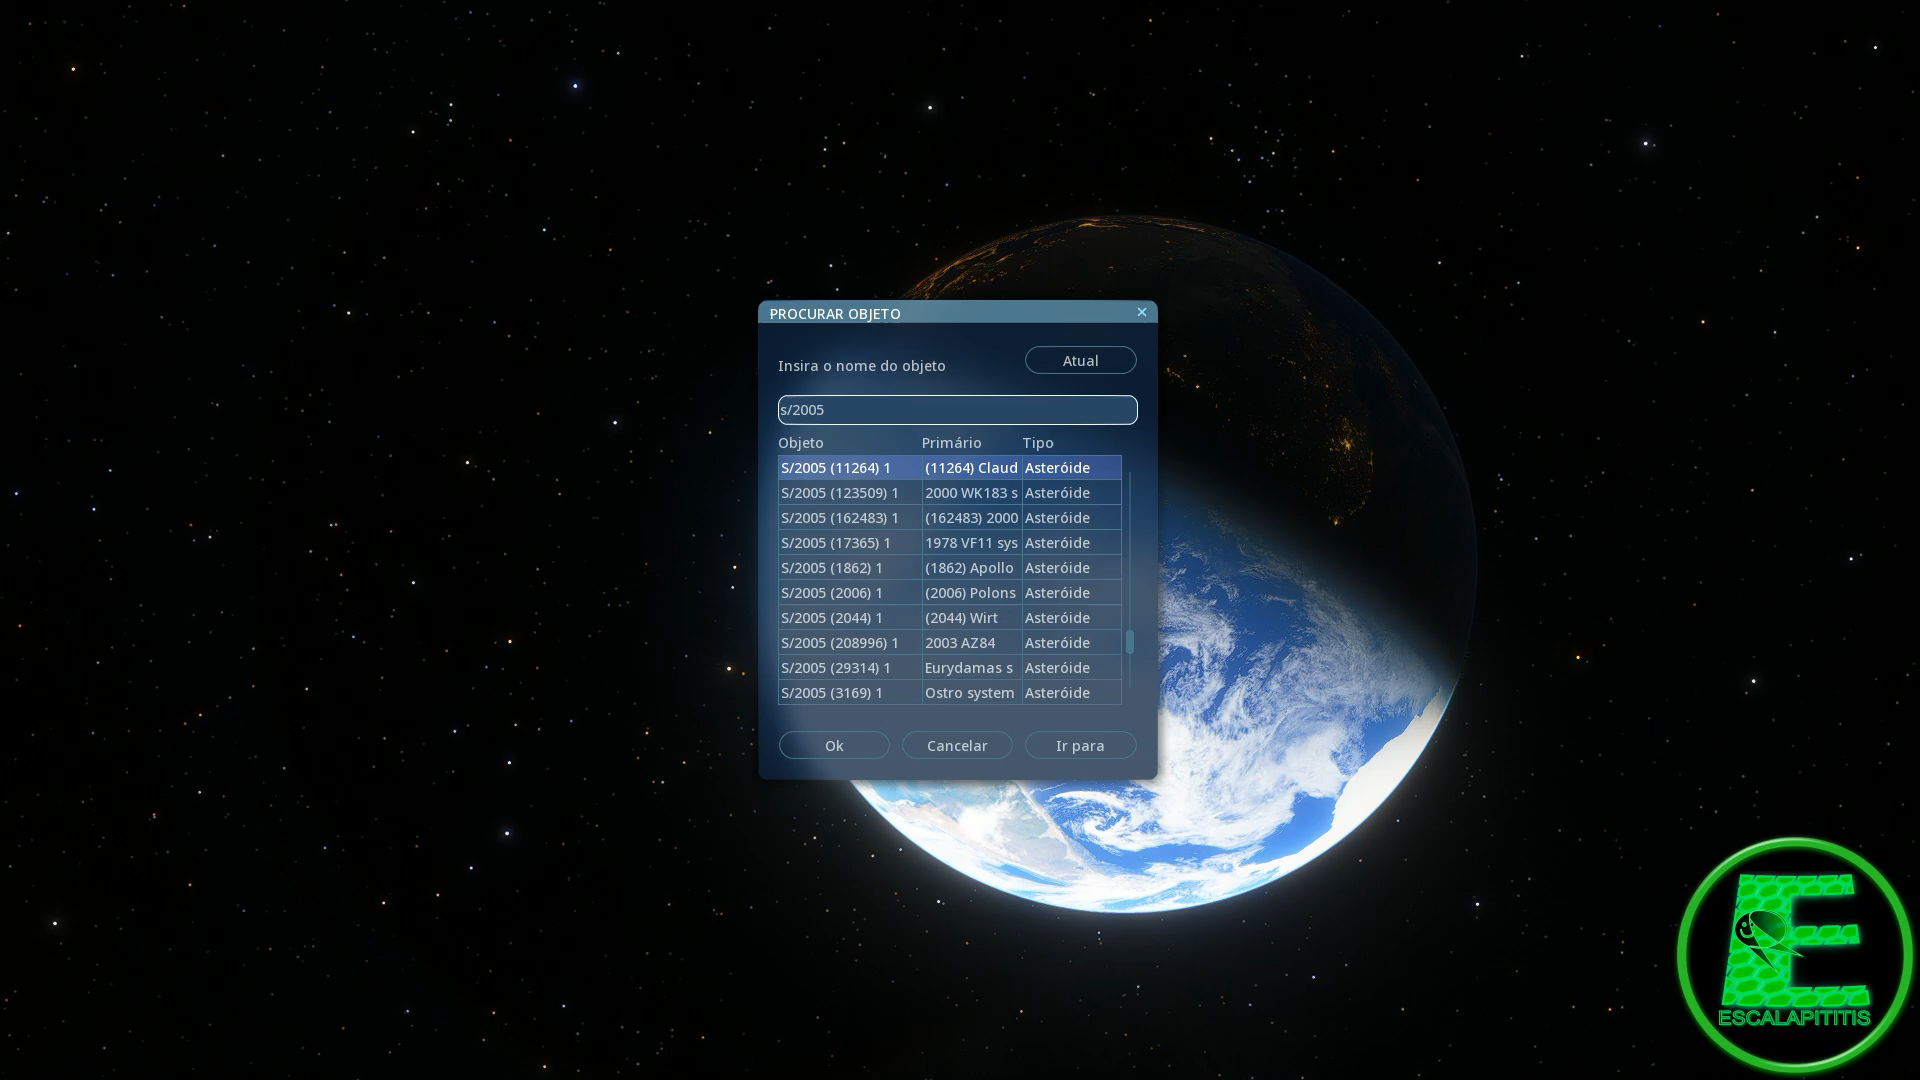 PROCURAR OBJETO
Insira o nome do objeto
Atual
s/2005
Objeto Primário Tipo
S/2005 (11264) 1 (11264) Claud Asteróide
S/2005 (123509) 1 2000 WK183 s Asteróide
S/2005 (162483) 1 (162483) 2000 Asteróide
S/2005 (17365) 1 1978 VF11 sys Asteróide
S/2005 (1862) 1 (1862) Apollo Asteróide
S/2005 (2006) 1 (2006) Polons Asteróide
S/2005 (2044) 1 (2044) Wirt Asteróide
S/2005 (208996) 1 2003 AZ84 Asteróide
S/2005 (29314) 1 Eurydamas s Asteróide
S/2005 (3169) 1 Ostro system Asteróide
Ok Cancelar Ir para
E
ESCALAPITITIS